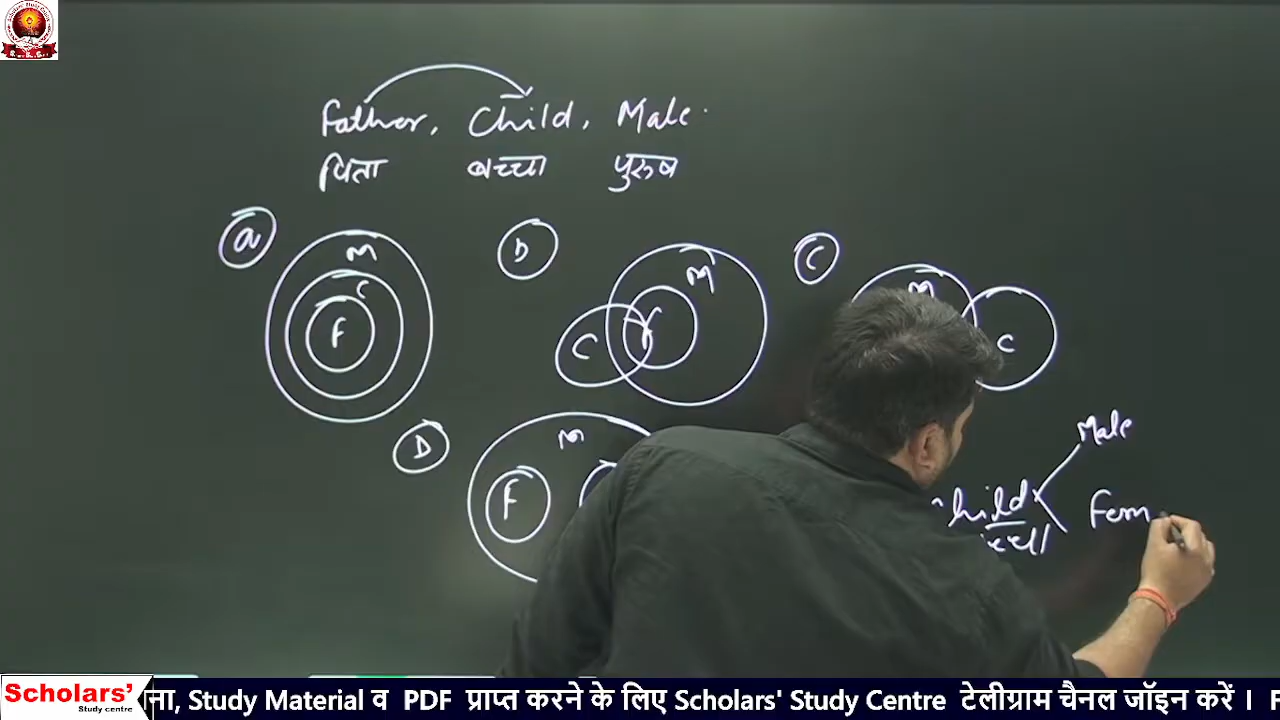 Father, Child, Male.
पिता बच्चा पुरुष
a
M
C
F
D
M
C
C
M
C
D
M
F
Male
hild
Fem
Scholars'
Study centre
ना, Study Material व PDF प्राप्त करने के लिए Scholars' Study Centre टेलीग्राम चैनल जॉइन करें ।